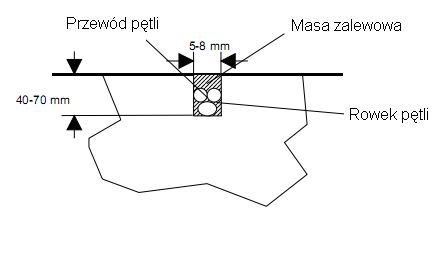 Przewód pętli
Masa zalewowa
5-8 mm
40-70 mm
Rowek pętli